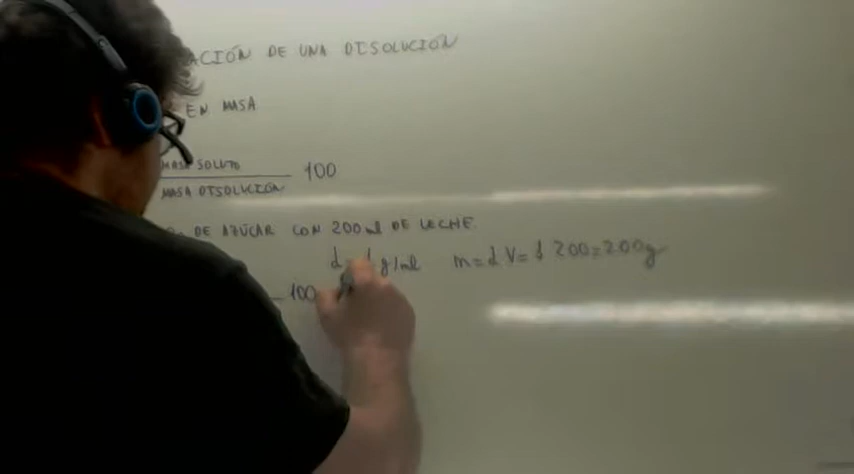 ACIÓN DE UNA DISOLUCIÓN
EN MASA
MASA SOLUTO
MASA DISOLUCIÓN
100
DE AZÚCAR CON 200 ml DE LECHE.
d = 1 g/ml m = d V = 1 200 = 200g
100